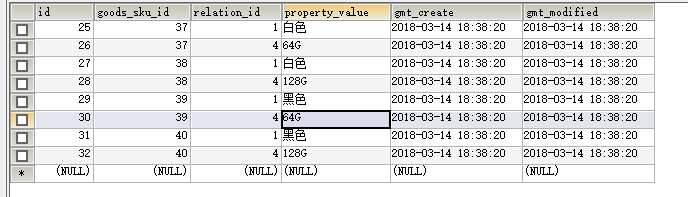 id goods_sku_id relation_id property_value gmt_create gmt_modified
25 37 1 白色 2018-03-14 18:38:20 2018-03-14 18:38:20
26 37 4 64G 2018-03-14 18:38:20 2018-03-14 18:38:20
27 38 1 白色 2018-03-14 18:38:20 2018-03-14 18:38:20
28 38 4 128G 2018-03-14 18:38:20 2018-03-14 18:38:20
29 39 1 黑色 2018-03-14 18:38:20 2018-03-14 18:38:20
30 39 4 64G 2018-03-14 18:38:20 2018-03-14 18:38:20
31 40 1 黑色 2018-03-14 18:38:20 2018-03-14 18:38:20
32 40 4 128G 2018-03-14 18:38:20 2018-03-14 18:38:20
* (NULL) (NULL) (NULL) (NULL) (NULL) (NULL)